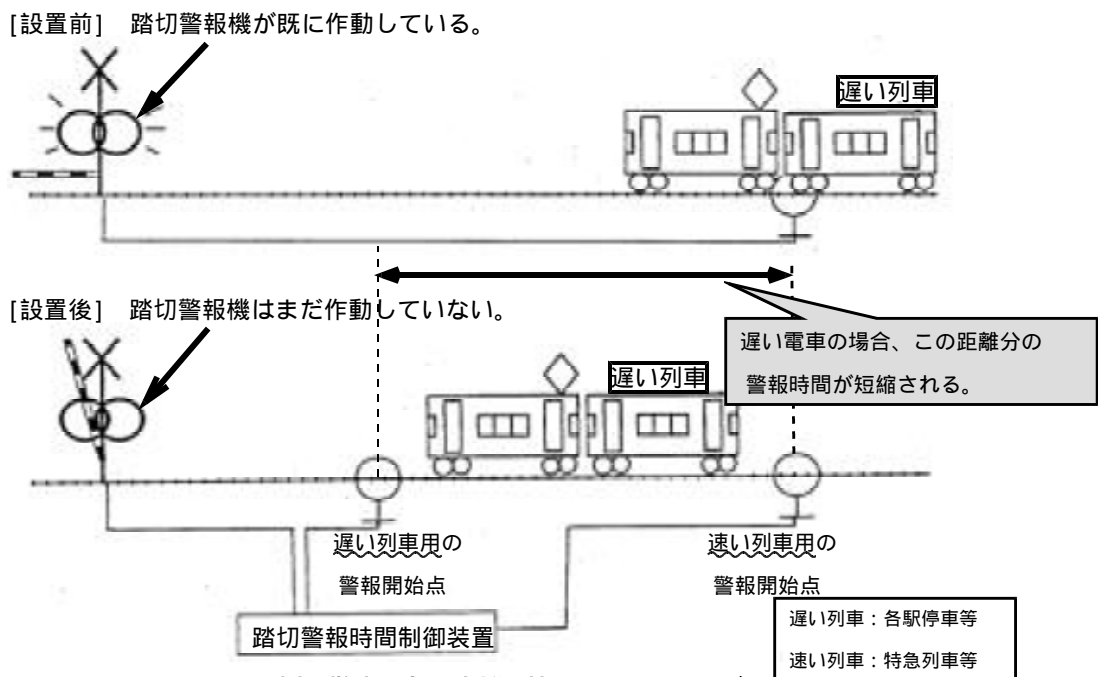 [設置前]　踏切警報機が既に作動している。
遅い列車
[設置後]　踏切警報機はまだ作動していない。
遅い電車の場合、この距離分の
警報時間が短縮される。
遅い列車
遅い列車用の
警報開始点
速い列車用の
警報開始点
踏切警報時間制御装置
遅い列車：各駅停車等
速い列車：特急列車等